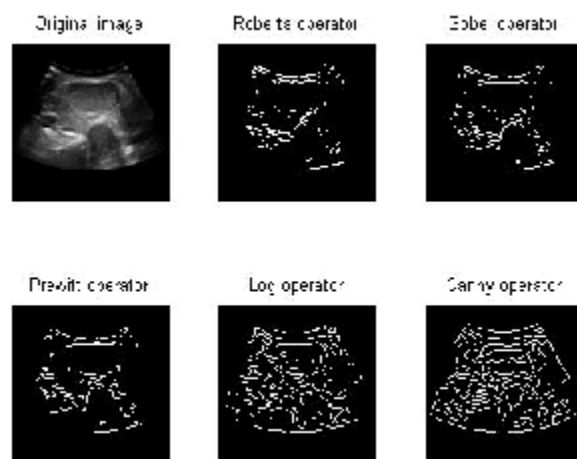 Original image
Roberts operator
Sobel operator
Prewitt operator
Log operator
Canny operator